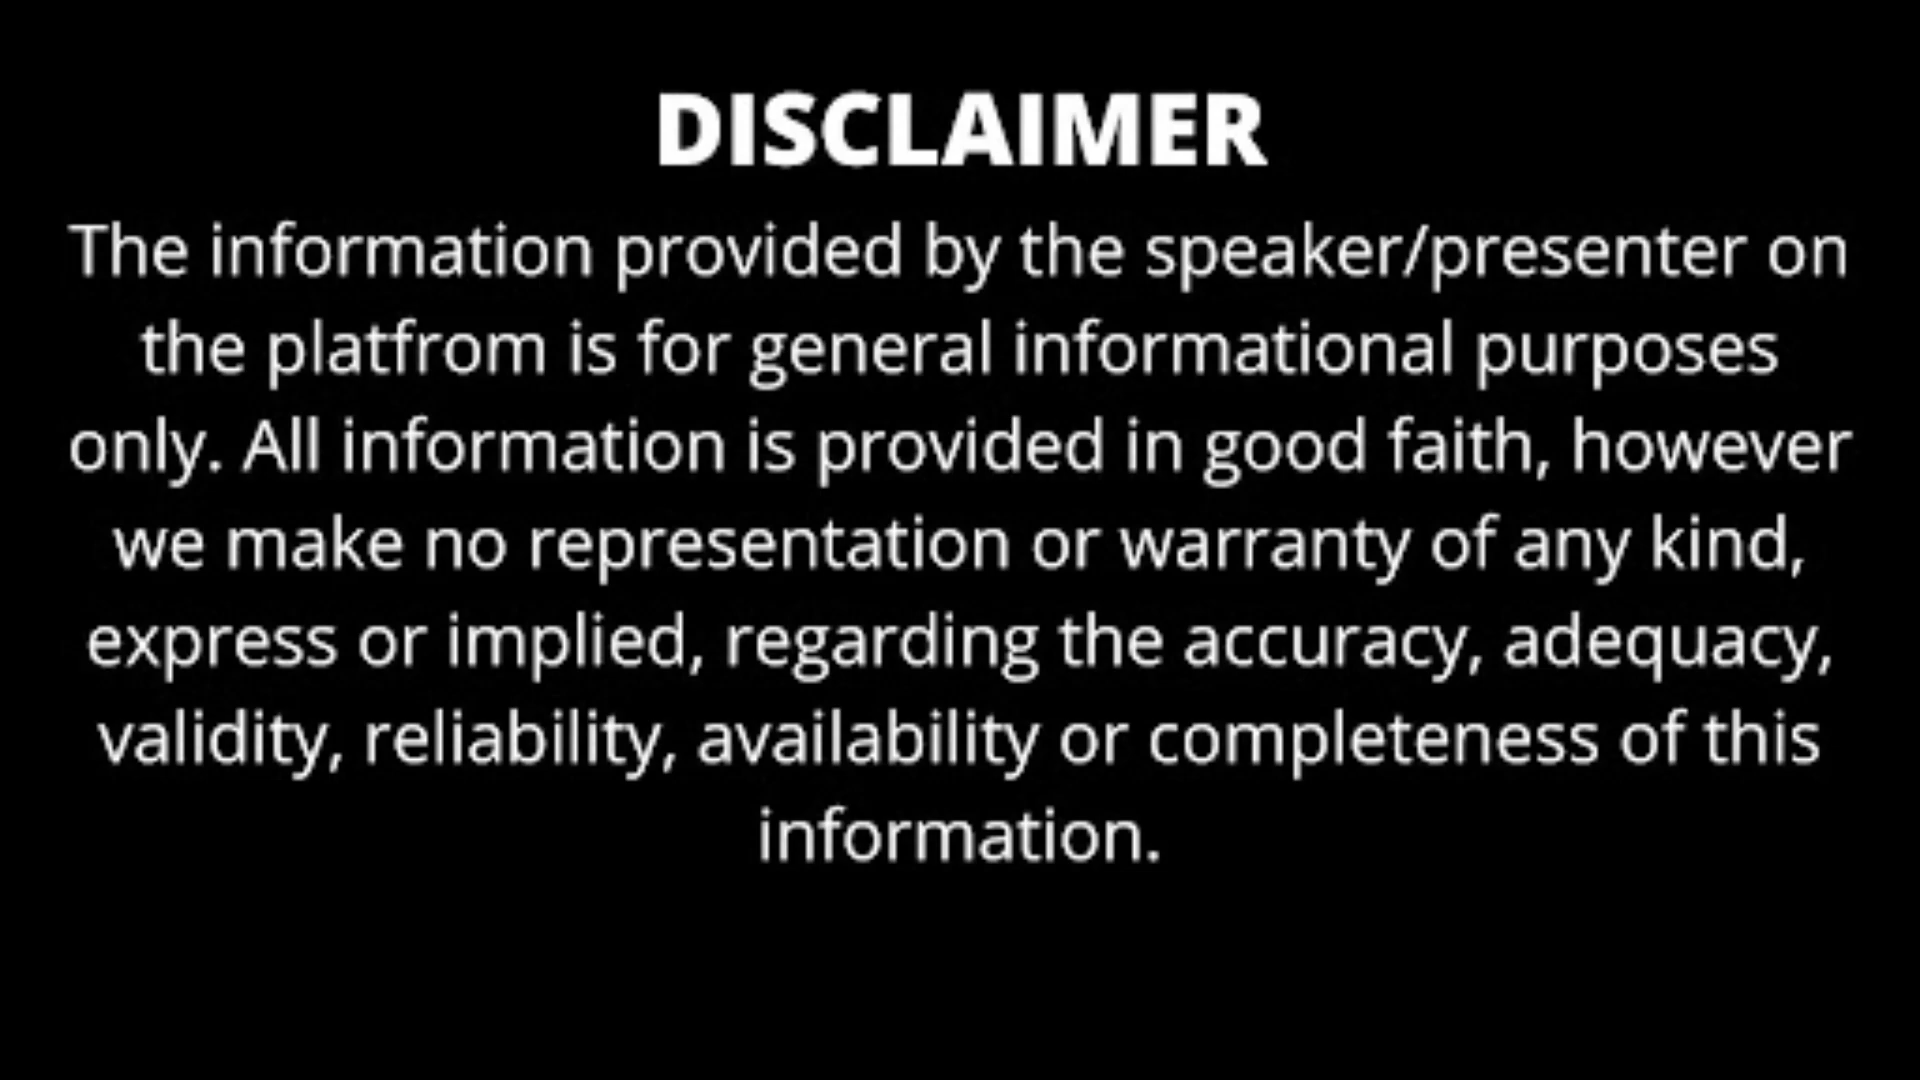 DISCLAIMER
The information provided by the speaker/presenter on
the platfrom is for general informational purposes
only. All information is provided in good faith, however
we make no representation or warranty of any kind,
express or implied, regarding the accuracy, adequacy,
validity, reliability, availability or completeness of this
information.